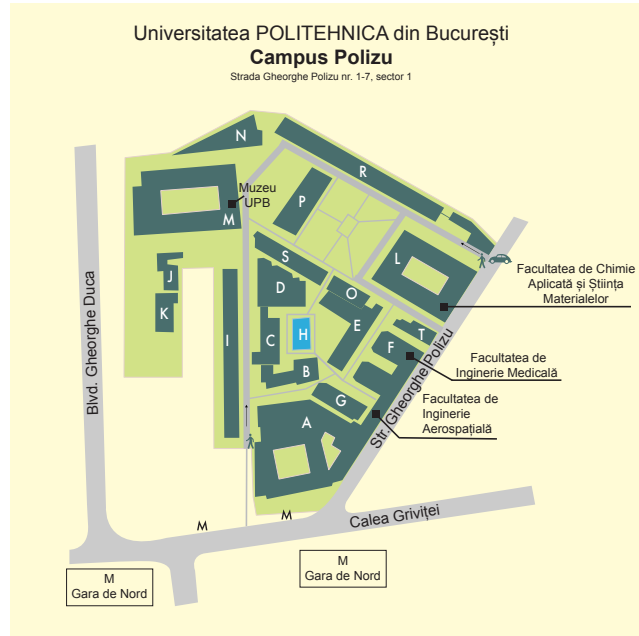 Universitatea POLITEHNICA din București
Campus Polizu
Strada Gheorghe Polizu nr. 1-7, sector 1
N
R
Muzeu
UPB
P
M
S
L
J
D
O
K
I
C
H
E
T
F
B
G
A
Facultatea de Chimie
Aplicată și Știința
Materialelor
Facultatea de
Inginerie Medicală
Facultatea de
Inginerie
Aerospațială
Blvd. Gheorghe Duca
Str. Gheorghe Polizu
Calea Griviței
M
M
M
Gara de Nord
M
Gara de Nord